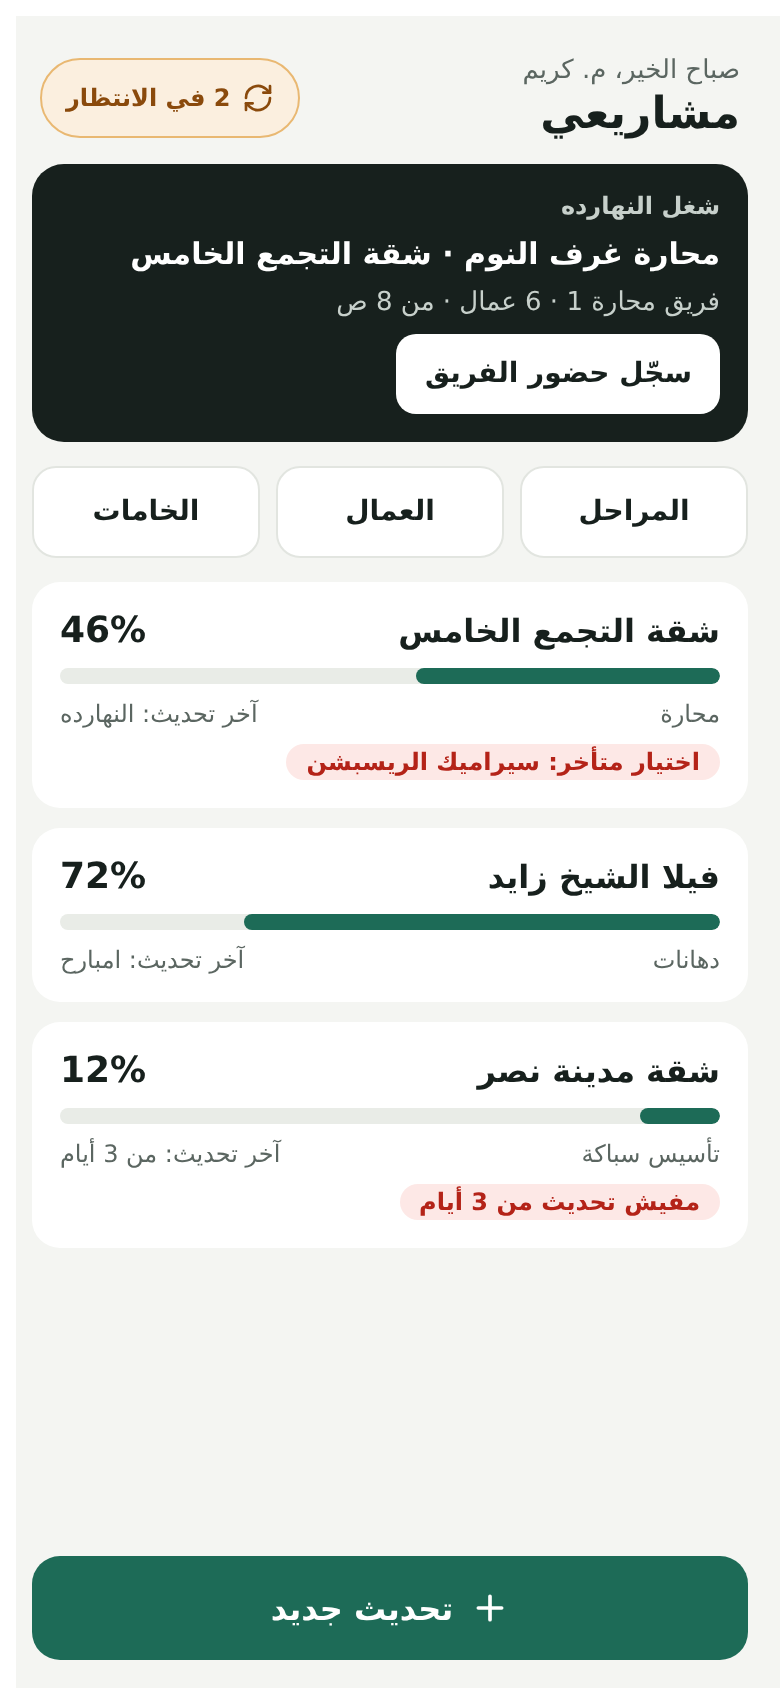 صباح الخير، م. كريم
مشاريعي
2 في الانتظار
شغل النهارده
محارة غرف النوم · شقة التجمع الخامس
فريق محارة 1 · 6 عمال · من 8 ص
سجّل حضور الفريق
المراحل
العمال
الخامات
شقة التجمع الخامس
46%
محارة
آخر تحديث: النهارده
اختيار متأخر: سيراميك الريسبشن
فيلا الشيخ زايد
72%
دهانات
آخر تحديث: امبارح
شقة مدينة نصر
12%
تأسيس سباكة
آخر تحديث: من 3 أيام
مفيش تحديث من 3 أيام
+ تحديث جديد